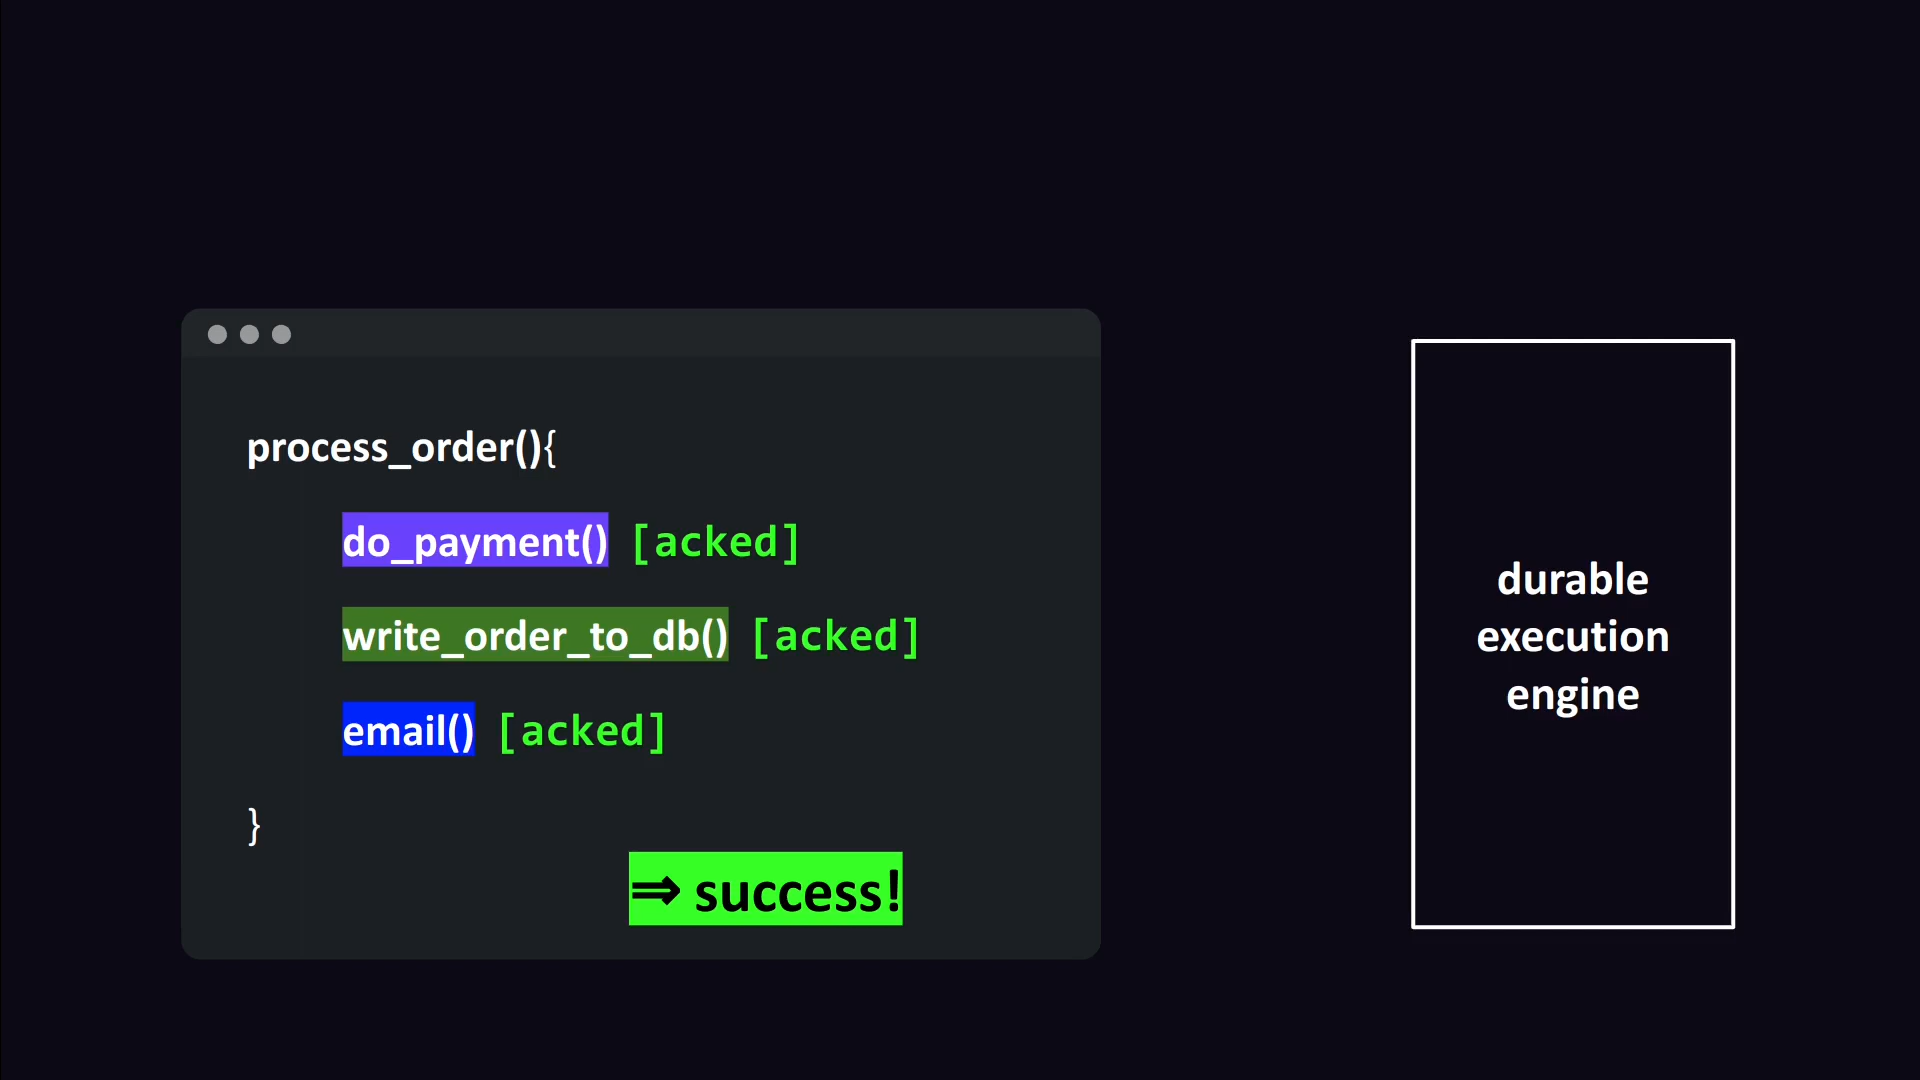 process_order(){
do_payment() [acked]
write_order_to_db() [acked]
email() [acked]
}
⇒ success!
durable
execution
engine